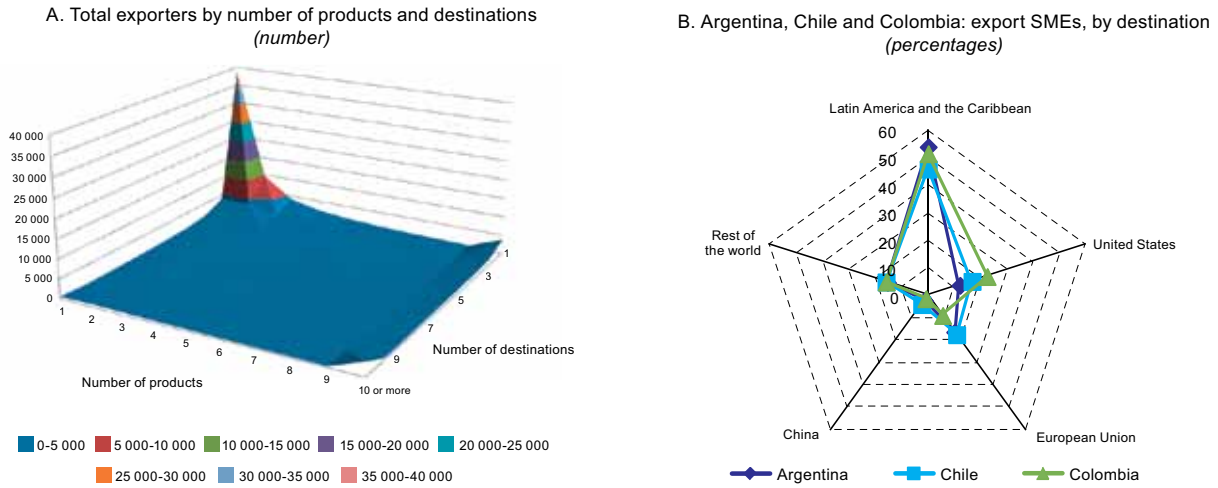 A. Total exporters by number of products and destinations
(number)
40 000
35 000
30 000
25 000
20 000
15 000
10 000
5 000
0
1
2
3
4
5
6
7
8
9
10 or more
Number of products
1
3
5
7
9
Number of destinations
0-5 000
5 000-10 000
10 000-15 000
15 000-20 000
20 000-25 000
25 000-30 000
30 000-35 000
35 000-40 000
B. Argentina, Chile and Colombia: export SMEs, by destination
(percentages)
Latin America and the Caribbean
60
50
40
30
20
10
0
Rest of
the world
United States
China
European Union
Argentina
Chile
Colombia